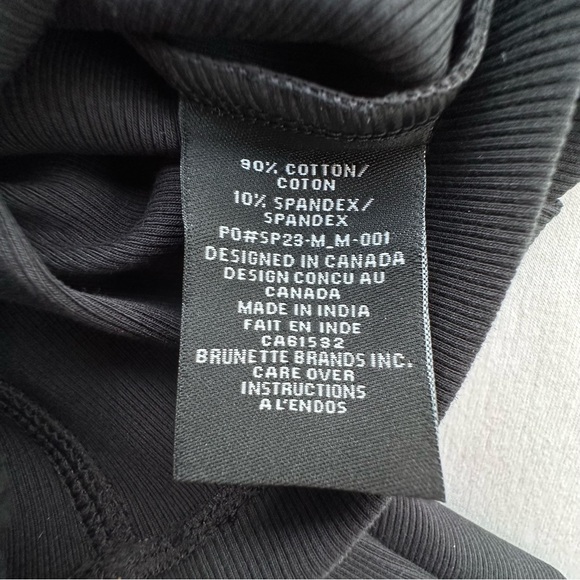 90% COTTON/
COTON
10% SPANDEX/
SPANDEX
PO#SP23-M_M-001
DESIGNED IN CANADA
DESIGN CONCU AU
CANADA
MADE IN INDIA
FAIT EN INDE
CA61532
BRUNETTE BRANDS INC.
CARE OVER
INSTRUCTIONS
A L'ENDOS